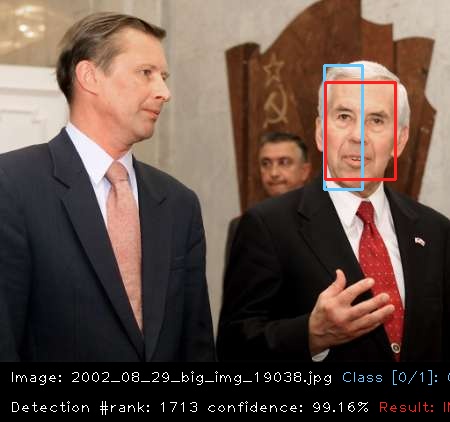 Image: 2002_08_29_big_img_19038.jpg Class [0/1]:
Detection #rank: 1713 confidence: 99.16% Result: